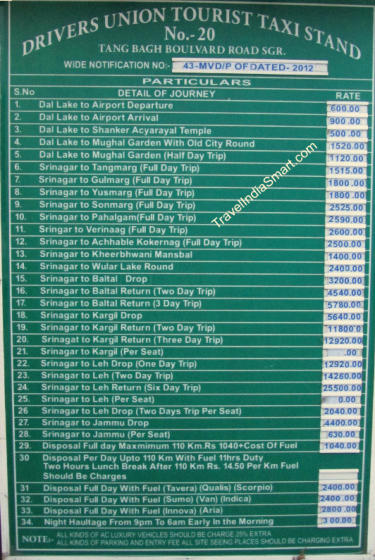 DRIVERS UNION TOURIST TAXI STAND
No.- 20
TANG BAGH BOULVARD ROAD SGR.
WIDE NOTIFICATION NO:- 43-MVD/P OF DATED- 2012
PARTICULARS
S.No DETAIL OF JOURNEY RATE
1. Dal Lake to Airport Departure 600.00
2. Dal Lake to Airport Arrival 900.00
3. Dal Lake to Shanker Acyarayal Temple 500.00
4. Dal Lake to Mughal Garden With Old City Round 1520.00
5. Dal Lake to Mughal Garden (Half Day Trip) 1120.00
6. Srinagar to Tangmarg (Full Day Trip) 1515.00
7. Srinagar to Gulmarg (Full Day Trip) 1800.00
8. Srinagar to Yusmarg (Full Day Trip) 1800.00
9. Srinagar to Sonmarg (Full Day Trip) 2525.00
10. Srinagar to Pahalgam(Full Day Trip) 2590.00
11. Srinagar to Verinaag (Full Day Trip) 2600.00
12. Srinagar to Achhable Kokernag (Full Day Trip) 2500.00
13. Srinagar to Kheerbhwani Mansbal 1400.00
14. Srinagar to Wular Lake Round 2400.00
15. Srinagar to Baltal Drop 3200.00
16. Srinagar to Baltal Return (Two Day Trip) 4540.00
17. Srinagar to Baltal Return (3 Day Trip) 5780.00
18. Srinagar to Kargil Drop 5640.00
19. Srinagar to Kargil Return (Two Day Trip) 11800.00
20. Srinagar to Kargil Return (Three Day Trip) 12920.00
21. Srinagar to Kargil (Per Seat) .00
22. Srinagar to Leh Drop (One Day Trip) 12920.00
23. Srinagar to Leh (Two Day Trip) 14260.00
24. Srinagar to Leh Return (Six Day Trip) 25500.00
25. Srinagar to Leh (Per Seat) 0.00
26 Srinagar to Leh Drop (Two Days Trip Per Seat) 2040.00
27. Srinagar to Jammu Drop 4400.00
28. Srinagar to Jammu (Per Seat) 630.00
29. Disposal Full day Maxmimum 110 Km.Rs 1040+Cost Of Fuel 1040.00
30 Disposal Per Day Upto 110 Km With Fuel 11hrs Duty
Two Hours Lunch Break After 110 Km Rs. 14.50 Per Km Fuel
Should Be Charges
31 Disposal Full Day With Fuel (Tavera) (Qualis) (Scorpio) 2400.00
32. Disposal Full Day With Fuel (Sumo) (Van) (Indica) 2400.00
33. Disposal Full Day With Fuel (Innova) (Aria) 2800.00
34. Night Haultage From 9pm To 6am Early in the Morning 300.00
NOTE:- ALL KINDS OF AC LUXURY VEHICLES SHOULD BE CHARGE 25% EXTRA
ALL KINDS OF PARKING AND ENTRY FEE ALL SITE SEEING PLACES SHOULD BE CHARGING EXTRA
TravelIndiaSmart.com